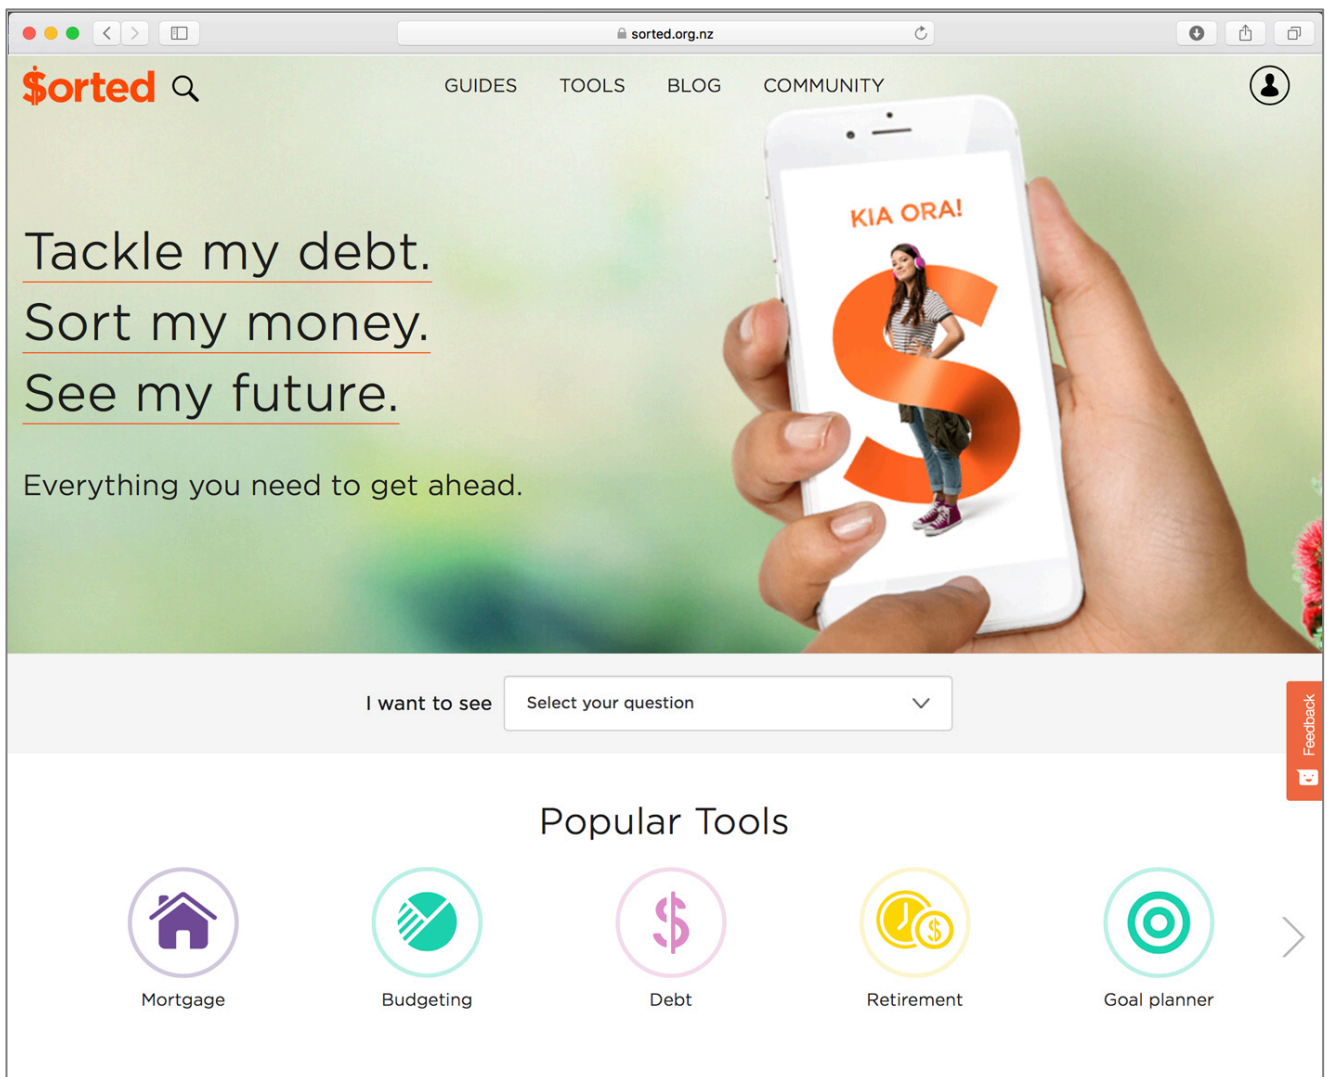 sorted.org.nz
$orted
GUIDES TOOLS BLOG COMMUNITY
KIA ORA!
Tackle my debt.
Sort my money.
See my future.
Everything you need to get ahead.
I want to see Select your question
Feedback
Popular Tools
Mortgage Budgeting Debt Retirement Goal planner